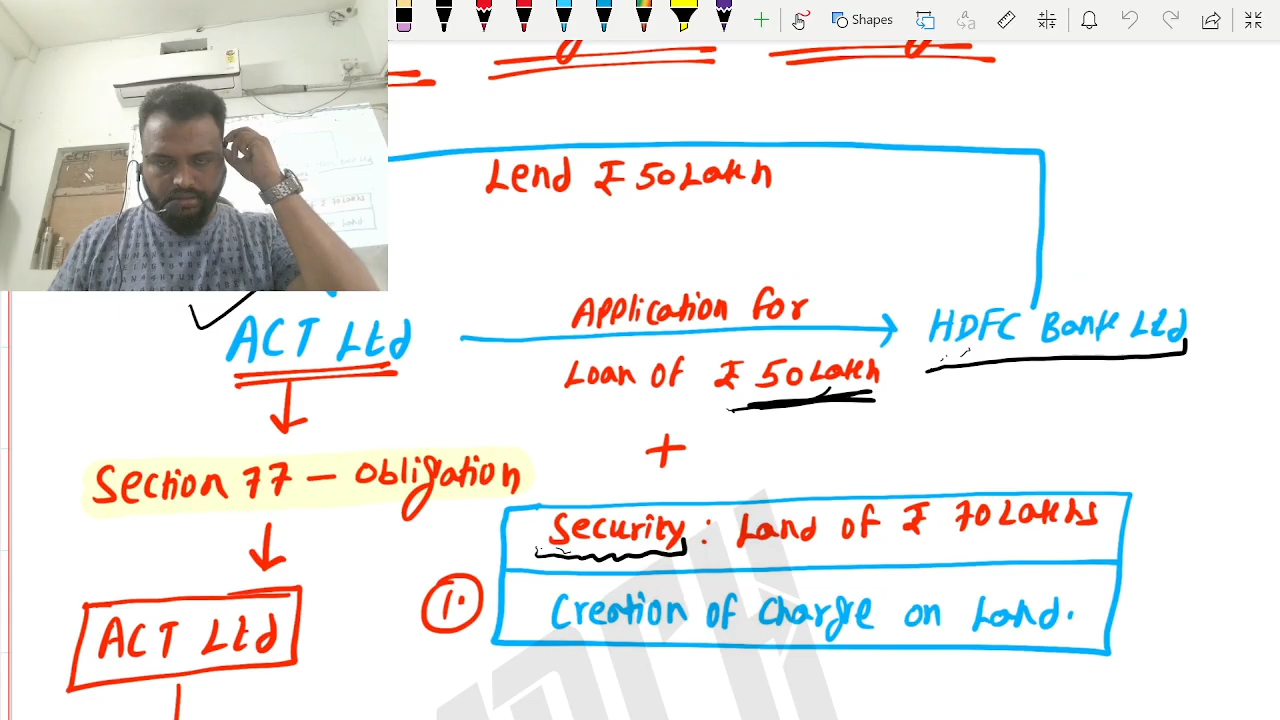 Shapes
Lend ₹ 50 Lakh
Application for
ACT Ltd
HDFC Bank Ltd
Loan of ₹ 50 Lakh
+
Section 77 – Obligation
Security : Land of ₹ 70 Lakhs
1.
Creation of Charge on Land.
ACT Ltd